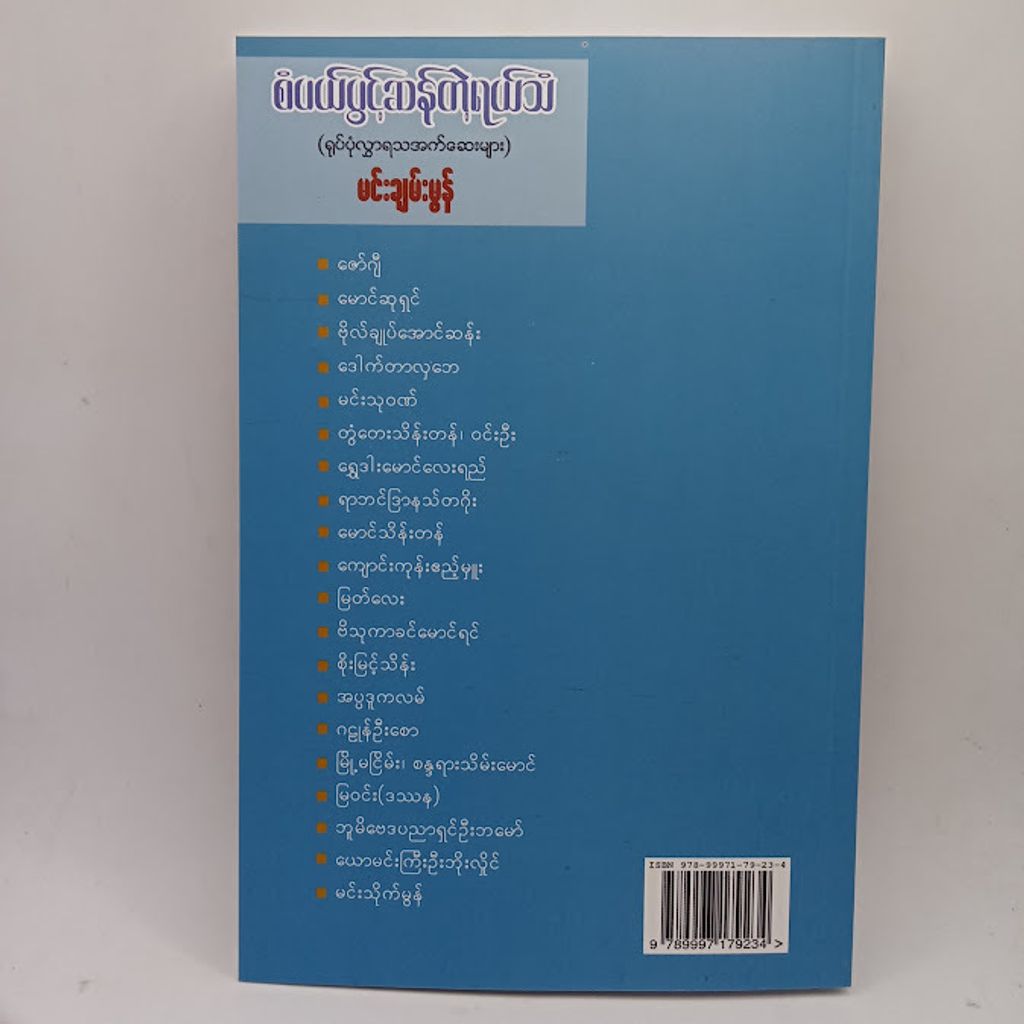 စံပယ်ပွင့်ဆန်တဲ့ရယ်သံ
(ရုပ်ပုံလွှာရသအက်ဆေးများ)
မင်းချမ်းမွန်
ဇော်ဂျီ
မောင်ဆုရှင်
ဗိုလ်ချုပ်အောင်ဆန်း
ဒေါက်တာလှဘေ
မင်းသုဝဏ်
တွံတေးသိန်းတန်၊ ဝင်းဦး
ရွှေဒါးမောင်လေးရည်
ရာဘင်ဒြာနသ်တဂိုး
မောင်သိန်းတန်
ကျောင်းကုန်းဧည့်မှူး
မြတ်လေး
ဗိသုကာခင်မောင်ရင်
စိုးမြင့်သိန်း
အပ္ပဒူကလမ်
ဂဠုန်ဦးစော
မြို့မငြိမ်း၊ စန္ဒရားသိမ်းမောင်
မြဝင်း(ဒဿန)
ဘူမိဗေဒပညာရှင်ဦးဘမော်
ယောမင်းကြီးဦးဘိုးလှိုင်
မင်းသိုက်မွန်
ISBN 978-99971-79-23-4
9 789997 179234 >